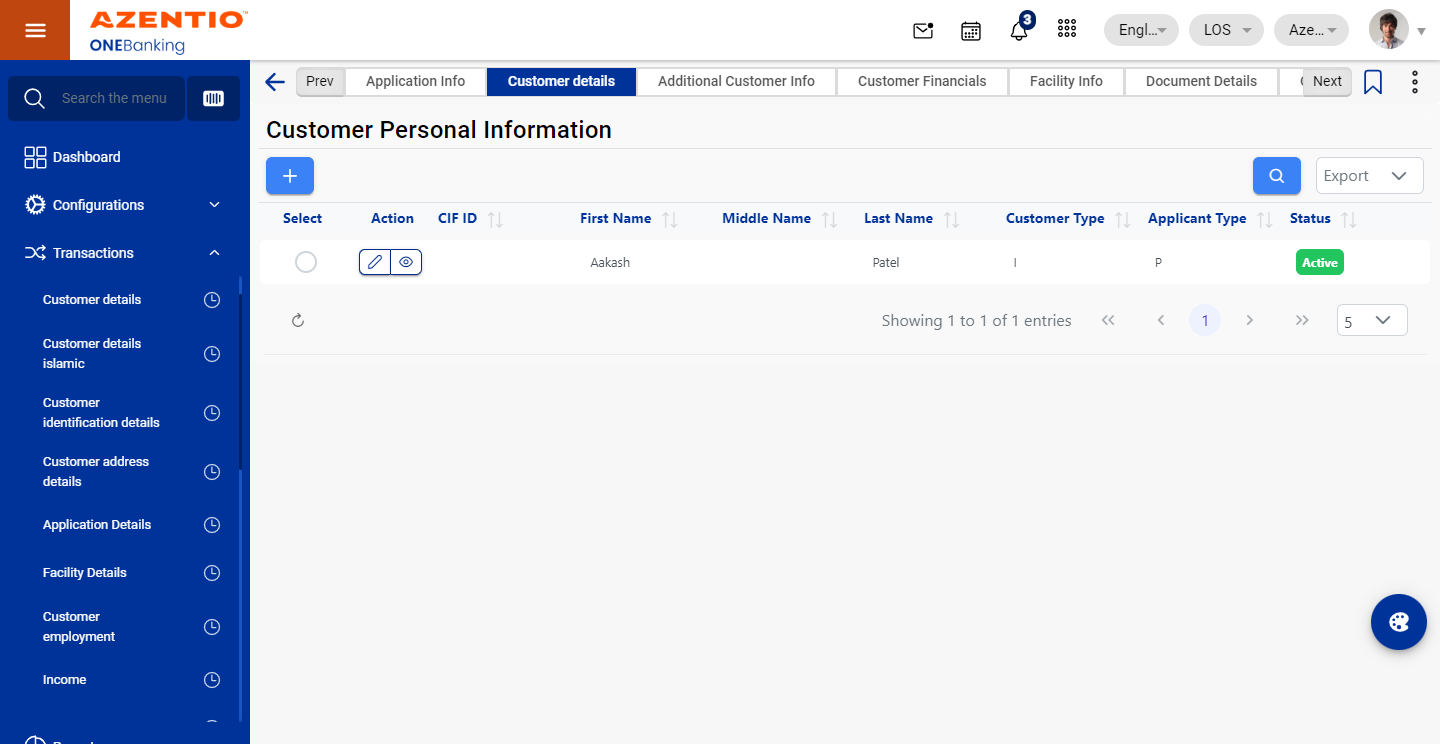 AZENTIO™
ONEBanking
3
Engl...
LOS
Aze...
Search the menu
Dashboard
Configurations
Transactions
Customer details
Customer details
islamic
Customer
identification details
Customer address
details
Application Details
Facility Details
Customer
employment
Income
Prev
Application Info
Customer details
Additional Customer Info
Customer Financials
Facility Info
Document Details
Next
Customer Personal Information
Export
Select Action CIF ID First Name Middle Name Last Name Customer Type Applicant Type Status
Aakash Patel I P Active
Showing 1 to 1 of 1 entries
1
5